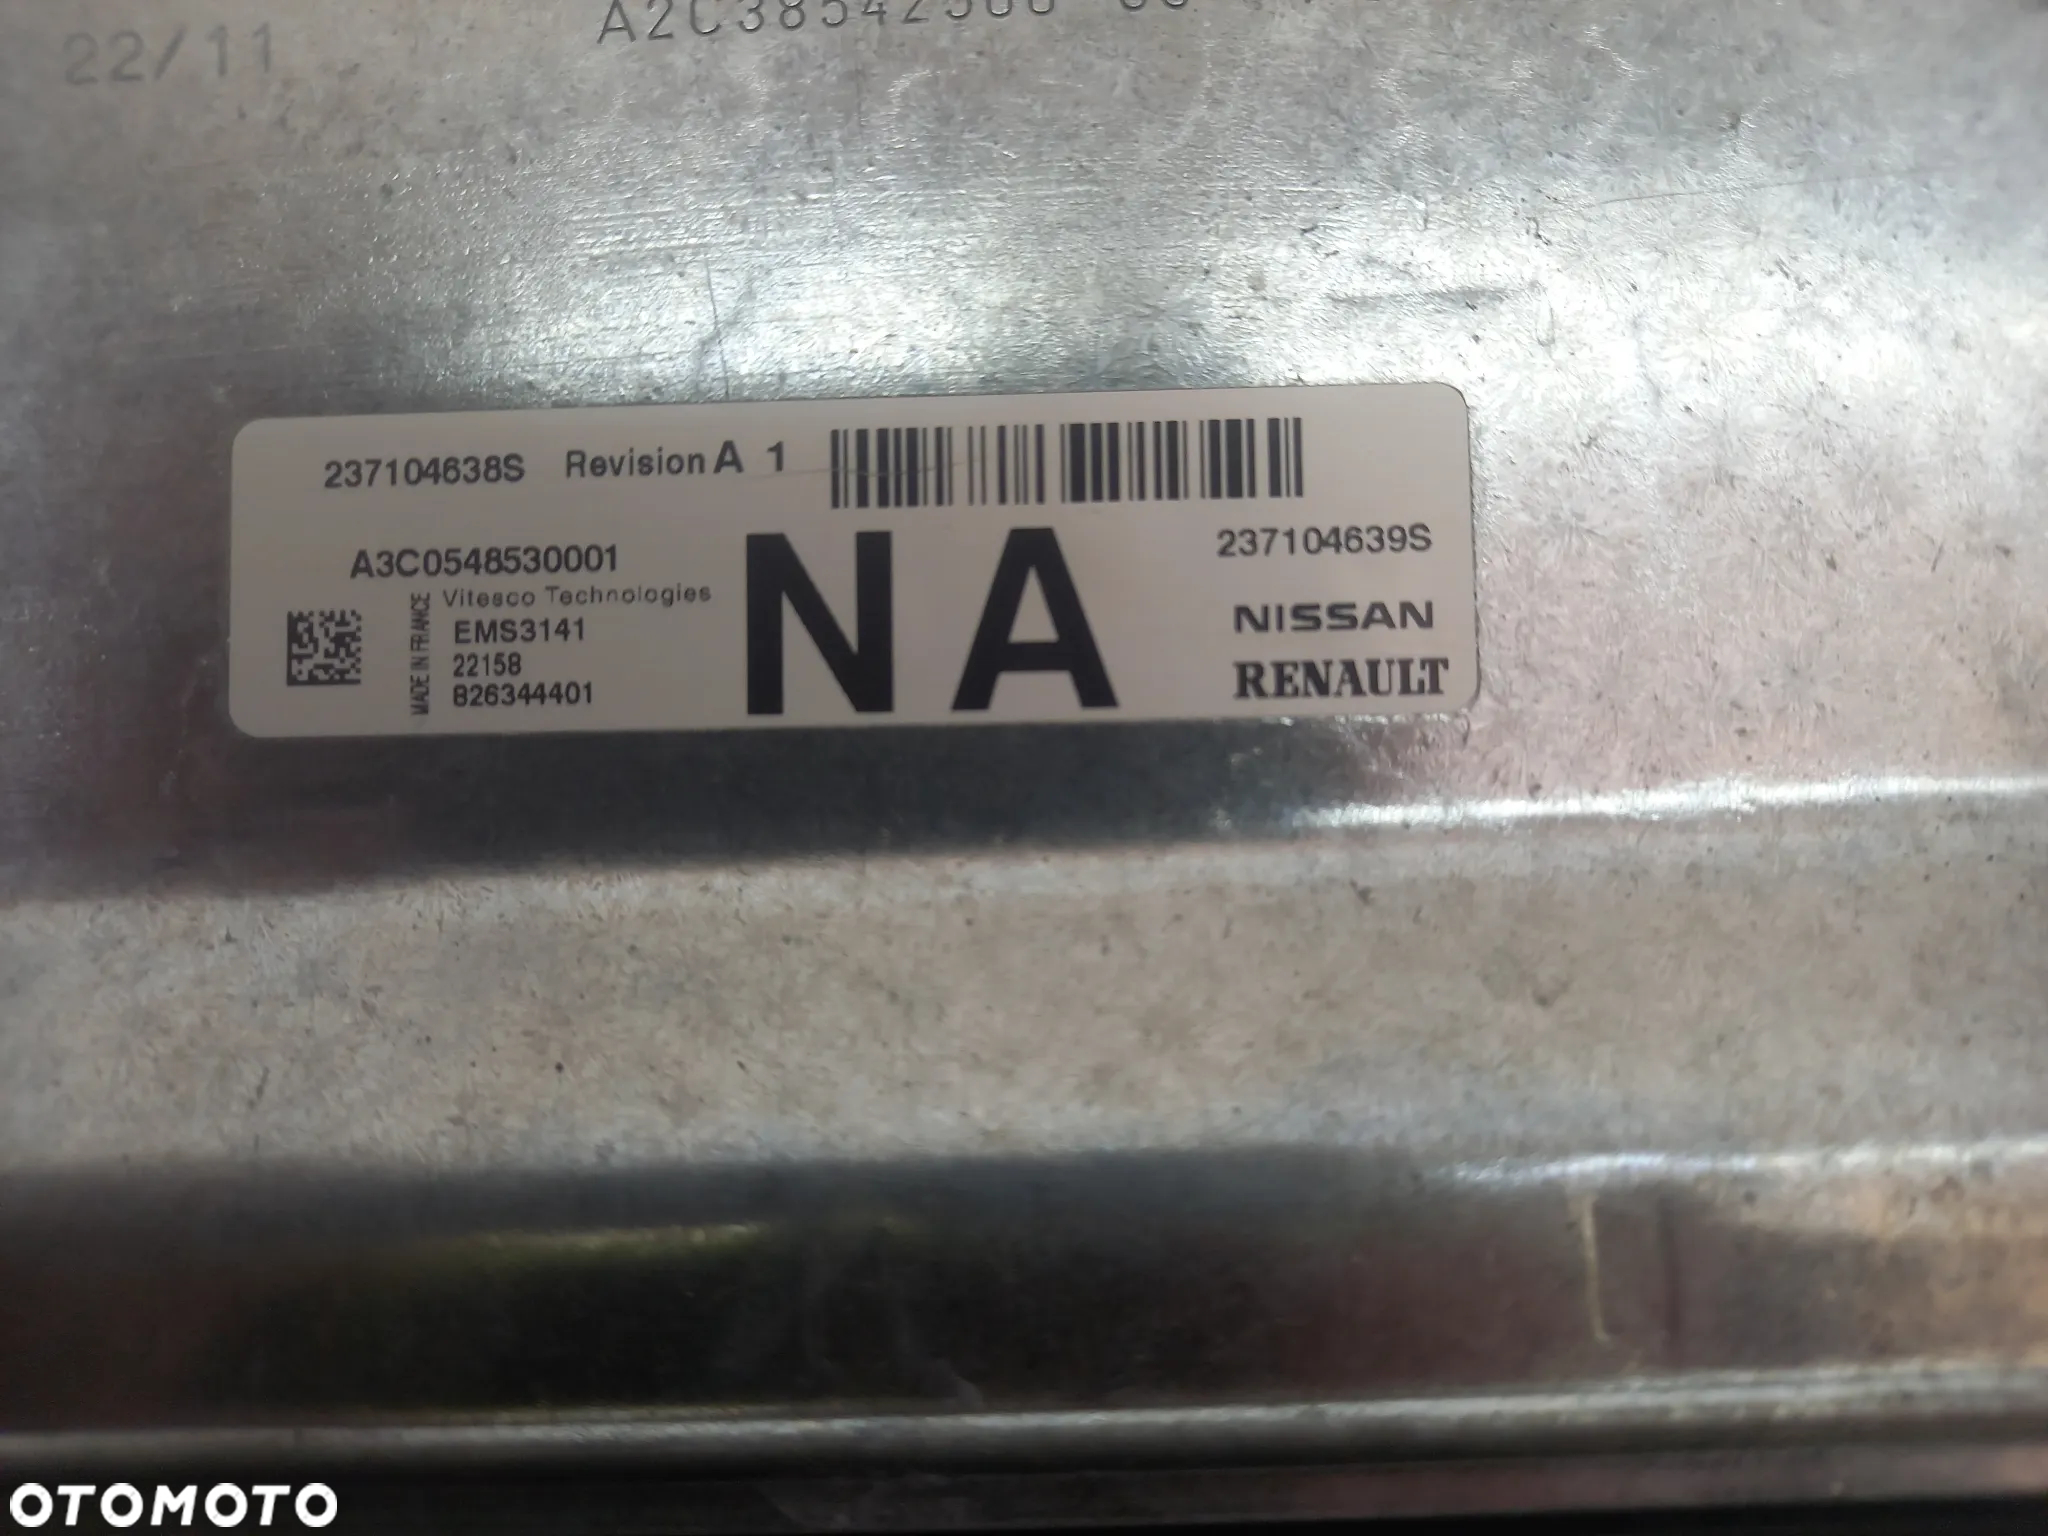 22/11
237104638S Revision A 1
A3C0548530001
Vitesco Technologies
MADE IN FRANCE
EMS3141
22158
826344401
NA
237104639S
NISSAN
RENAULT
OTOMOTO